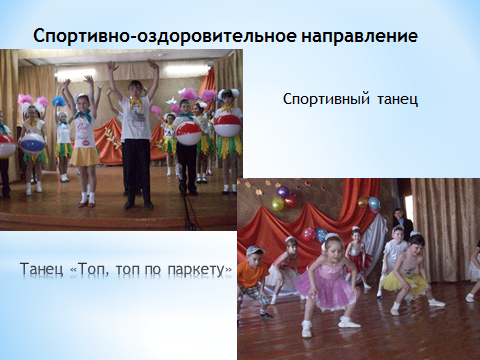 Спортивно-оздоровительное направление
Спортивный танец
Танец «Топ, топ по паркету»